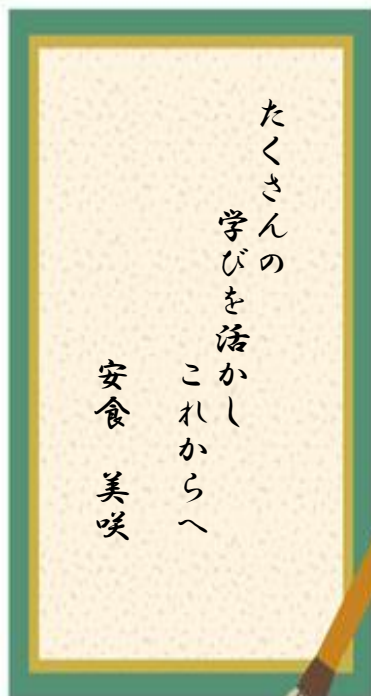 たくさんの
学びを活かし
これからへ
安食　美咲